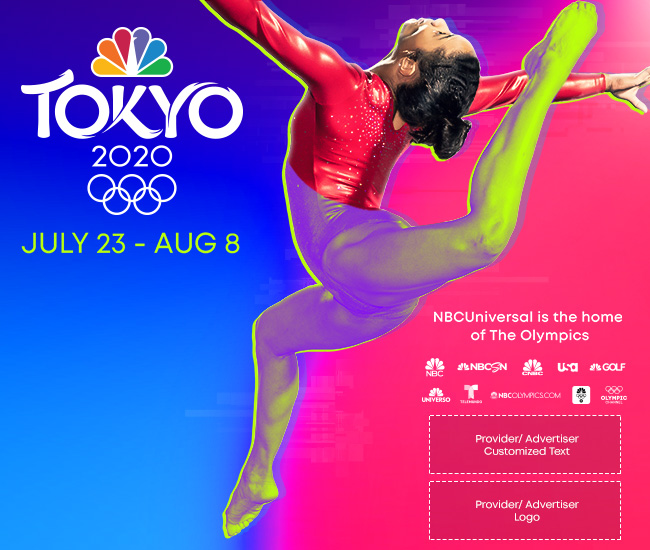 TOKYO
2020
JULY 23 - AUG 8
NBCUniversal is the home
of The Olympics
NBC NBCSN CNBC USA GOLF
UNIVERSO TELEMUNDO NBCOLYMPICS.COM OLYMPIC
CHANNEL
Provider/ Advertiser
Customized Text
Provider/ Advertiser
Logo